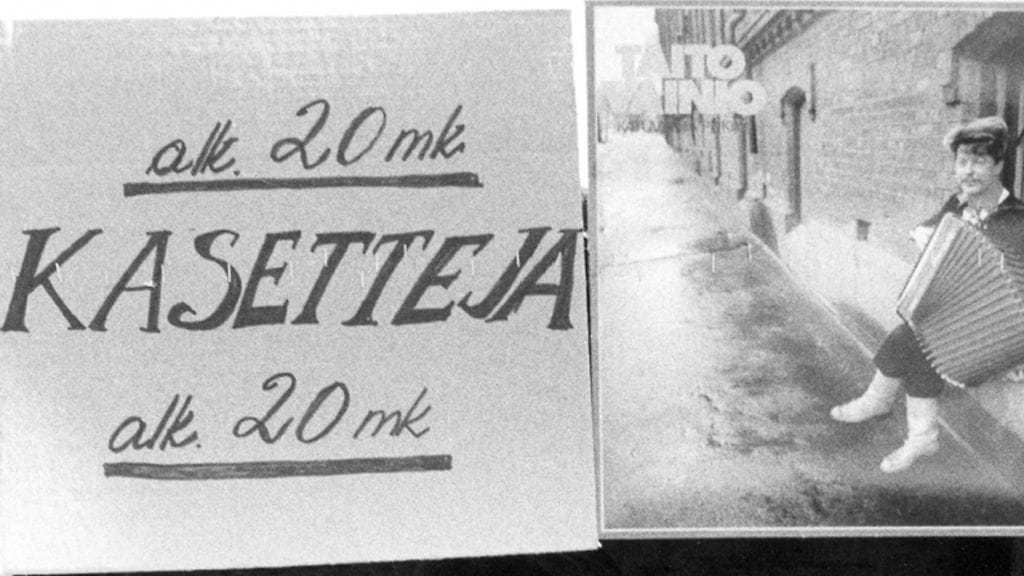 alk. 20 mk.
KASETTEJA
alk. 20 mk
TAITO
VAINIO